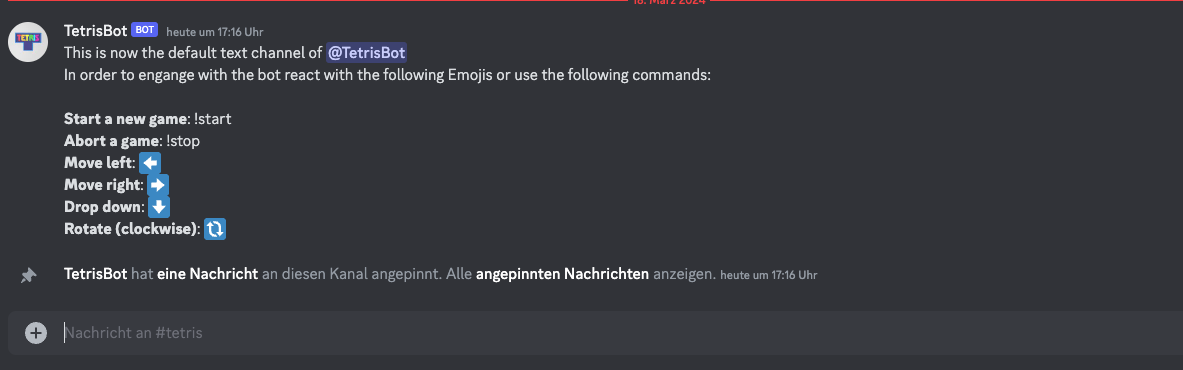 18. März 2024
TetrisBot BOT heute um 17:16 Uhr
TETRIS
This is now the default text channel of @TetrisBot
In order to engange with the bot react with the following Emojis or use the following commands:
Start a new game: !start
Abort a game: !stop
Move left: ⬅️
Move right: ➡️
Drop down: ⬇️
Rotate (clockwise): 🔃
TetrisBot hat eine Nachricht an diesen Kanal angepinnt. Alle angepinnten Nachrichten anzeigen. heute um 17:16 Uhr
Nachricht an #tetris